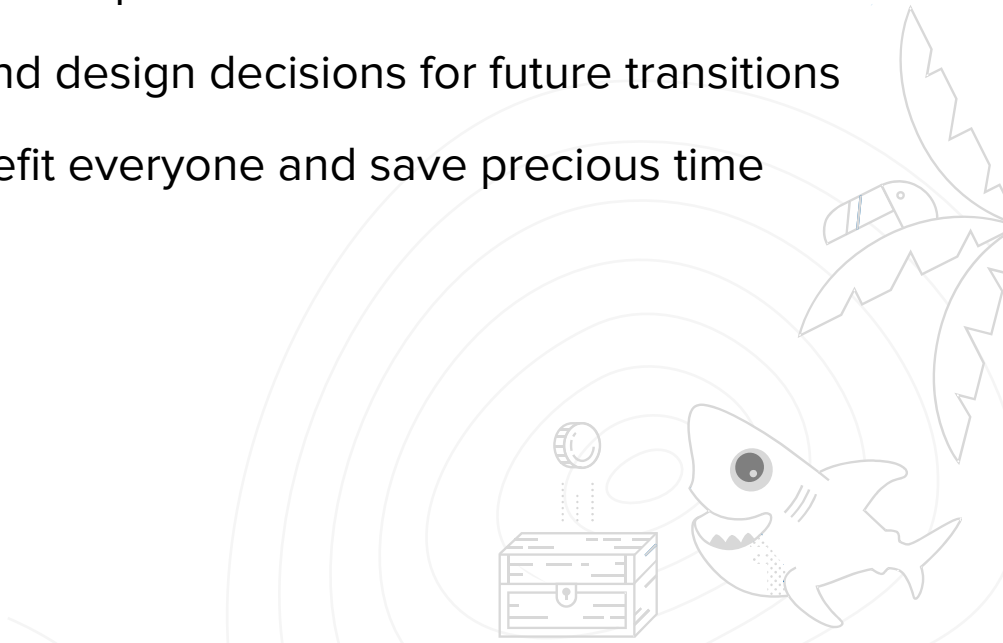 nd design decisions for future transitions
efit everyone and save precious time